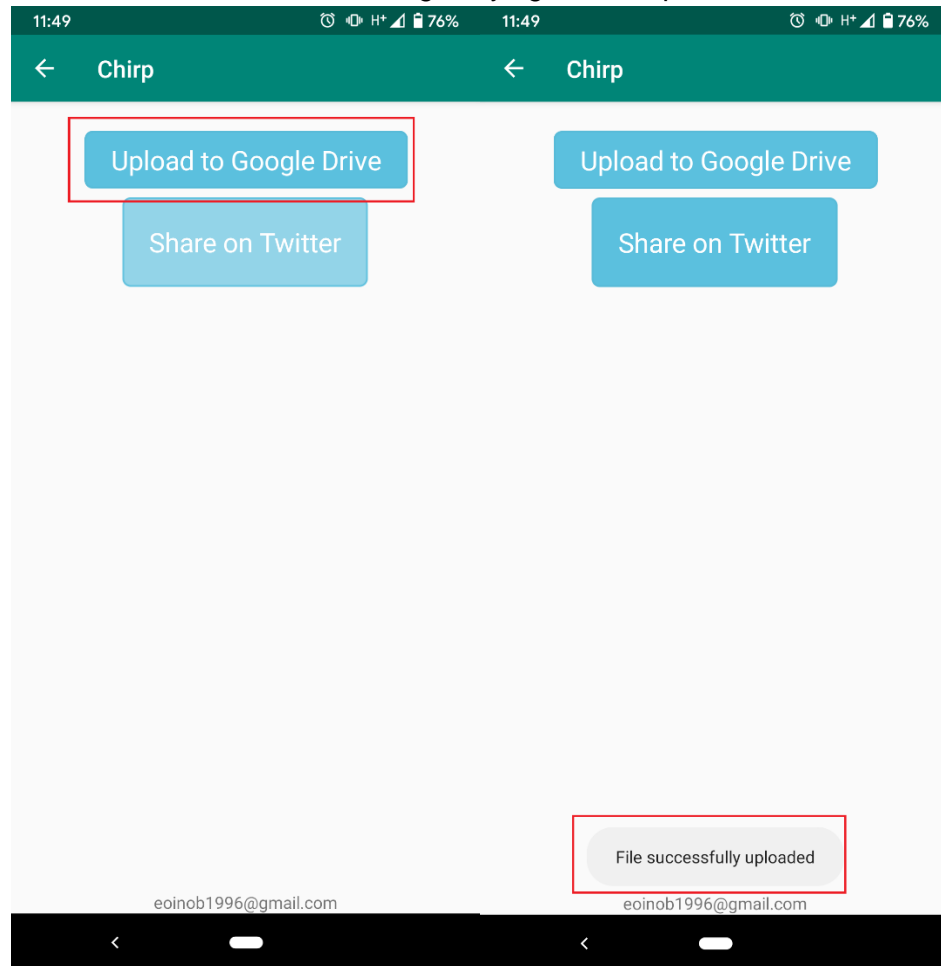 11:49 H+ 76%
Chirp
Upload to Google Drive
Share on Twitter
eoinob1996@gmail.com
11:49 H+ 76%
Chirp
Upload to Google Drive
Share on Twitter
File successfully uploaded
eoinob1996@gmail.com